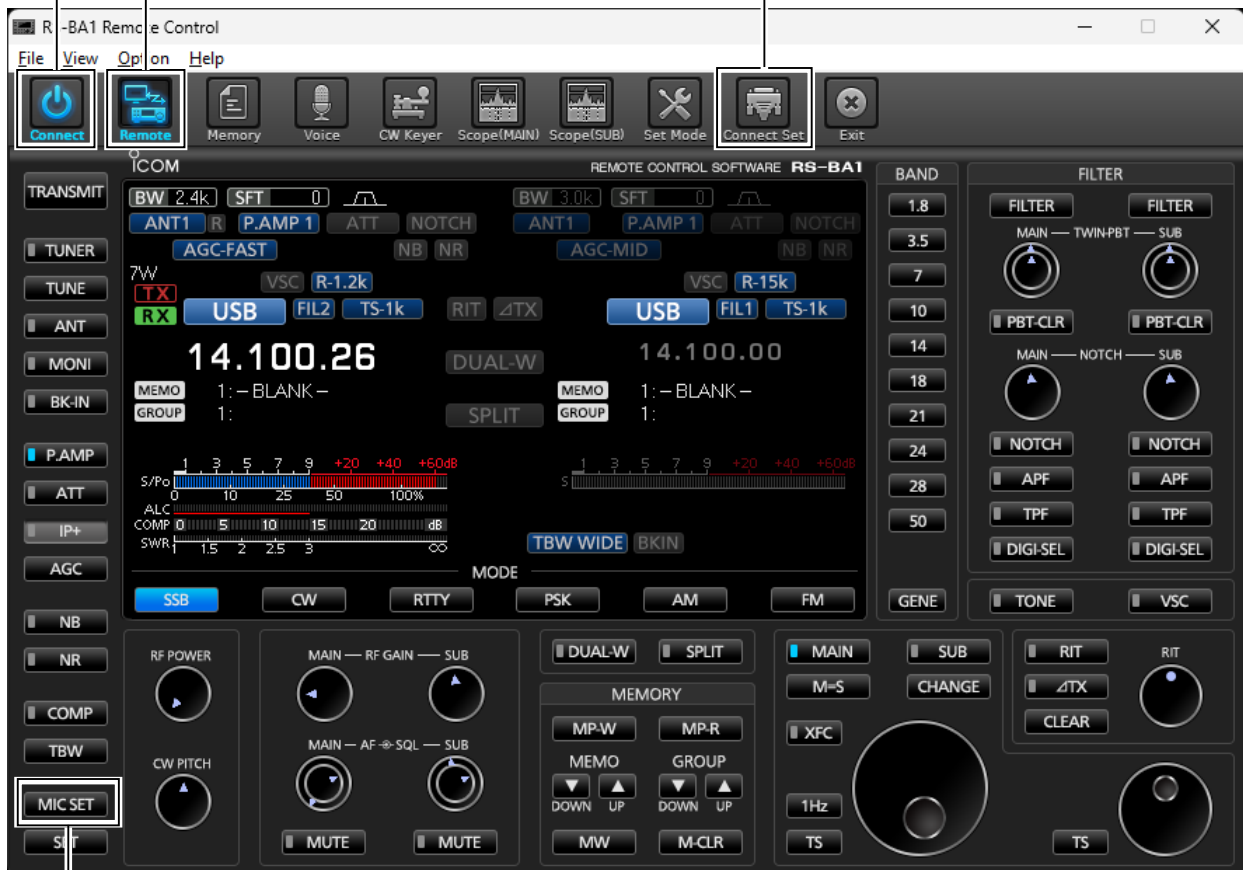 RS-BA1 Remote Control
File View Option Help
Connect Remote Memory Voice CW Keyer Scope(MAIN) Scope(SUB) Set Mode Connect Set Exit
ICOM REMOTE CONTROL SOFTWARE RS-BA1
TRANSMIT
TUNER
TUNE
ANT
MONI
BK-IN
P.AMP
ATT
IP+
AGC
NB
NR
COMP
TBW
MIC SET
SET
BW 2.4k SFT 0 BW 3.0k SFT 0
ANT1 R P.AMP 1 ATT NOTCH ANT1 P.AMP 1 ATT NOTCH
AGC-FAST NB NR AGC-MID NB NR
7W VSC R-1.2k VSC R-15k
TX
RX USB FIL2 TS-1k RIT ⊿TX USB FIL1 TS-1k
14.100.26 DUAL-W 14.100.00
MEMO 1: – BLANK – MEMO 1: – BLANK –
GROUP 1: SPLIT GROUP 1:
1 3 5 7 9 +20 +40 +60dB 1 3 5 7 9 +20 +40 +60dB
S/Po S
0 10 25 50 100%
ALC
COMP 0 5 10 15 20 dB
SWR 1 1.5 2 2.5 3 ∞ TBW WIDE BKIN
MODE
SSB CW RTTY PSK AM FM
BAND
1.8
3.5
7
10
14
18
21
24
28
50
GENE
FILTER
FILTER FILTER
MAIN TWIN-PBT SUB
PBT-CLR PBT-CLR
MAIN NOTCH SUB
NOTCH NOTCH
APF APF
TPF TPF
DIGI-SEL DIGI-SEL
TONE VSC
RF POWER
CW PITCH
MAIN RF GAIN SUB
MAIN AF SQL SUB
MUTE MUTE
DUAL-W SPLIT
MEMORY
MP-W MP-R
MEMO GROUP
DOWN UP DOWN UP
MW M-CLR
MAIN SUB
M=S CHANGE
XFC
1Hz
TS
RIT RIT
⊿TX
CLEAR
TS